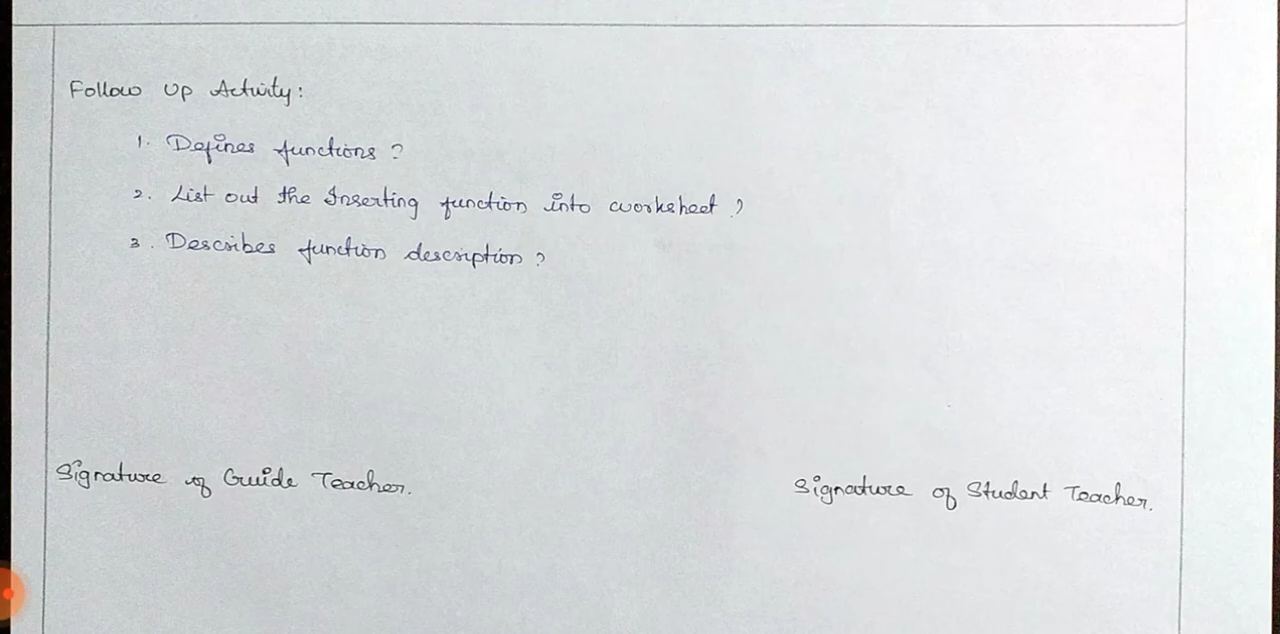 Follow Up Activity:
1. Defines functions ?
2. List out the Inserting function into worksheet ?
3. Describes function description ?
Signature of Guide Teacher.
Signature of Student Teacher.